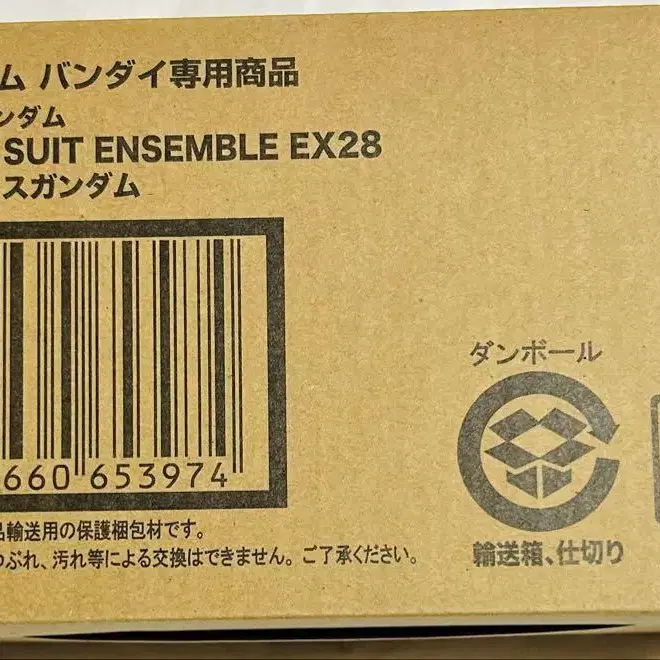 ム バンダイ専用商品
ンダム
SUIT ENSEMBLE EX28
スガンダム
660 653974
ダンボール
品輸送用の保護梱包材です。
つぶれ、汚れ等による交換はできません。ご了承ください。
輸送箱、仕切り